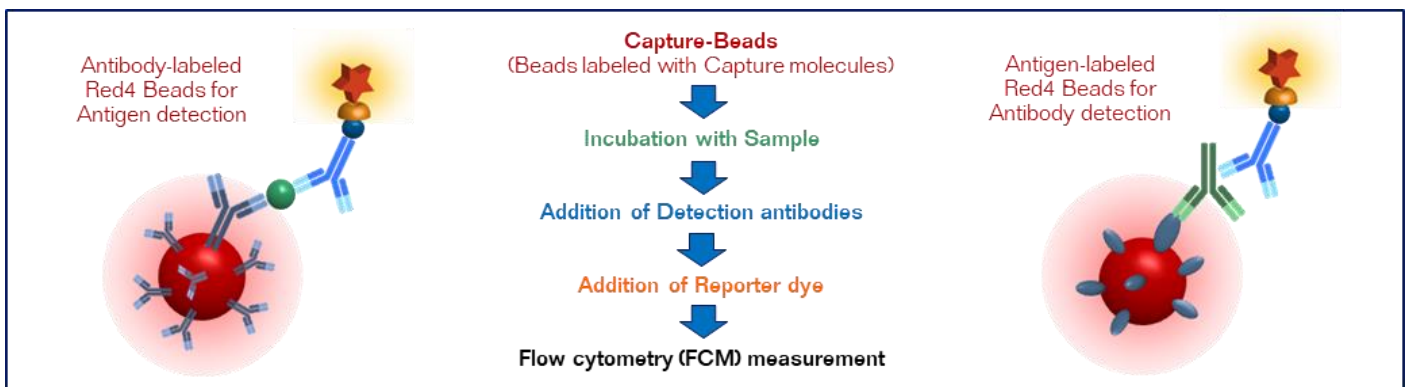 Antibody-labeled
Red4 Beads for
Antigen detection
Capture-Beads
(Beads labeled with Capture molecules)
Incubation with Sample
Addition of Detection antibodies
Addition of Reporter dye
Flow cytometry (FCM) measurement
Antigen-labeled
Red4 Beads for
Antibody detection